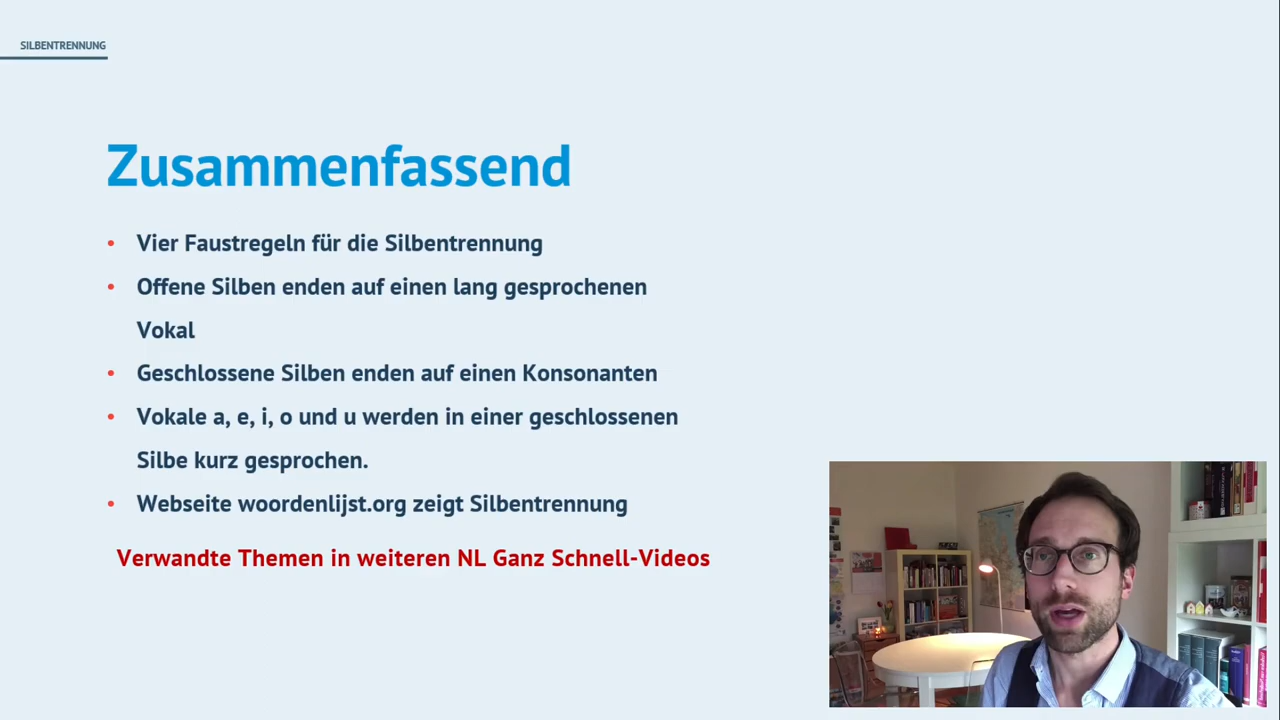 SILBENTRENNUNG
Zusammenfassend
• Vier Faustregeln für die Silbentrennung
• Offene Silben enden auf einen lang gesprochenen
Vokal
• Geschlossene Silben enden auf einen Konsonanten
• Vokale a, e, i, o und u werden in einer geschlossenen
Silbe kurz gesprochen.
• Webseite woordenlijst.org zeigt Silbentrennung
Verwandte Themen in weiteren NL Ganz Schnell-Videos